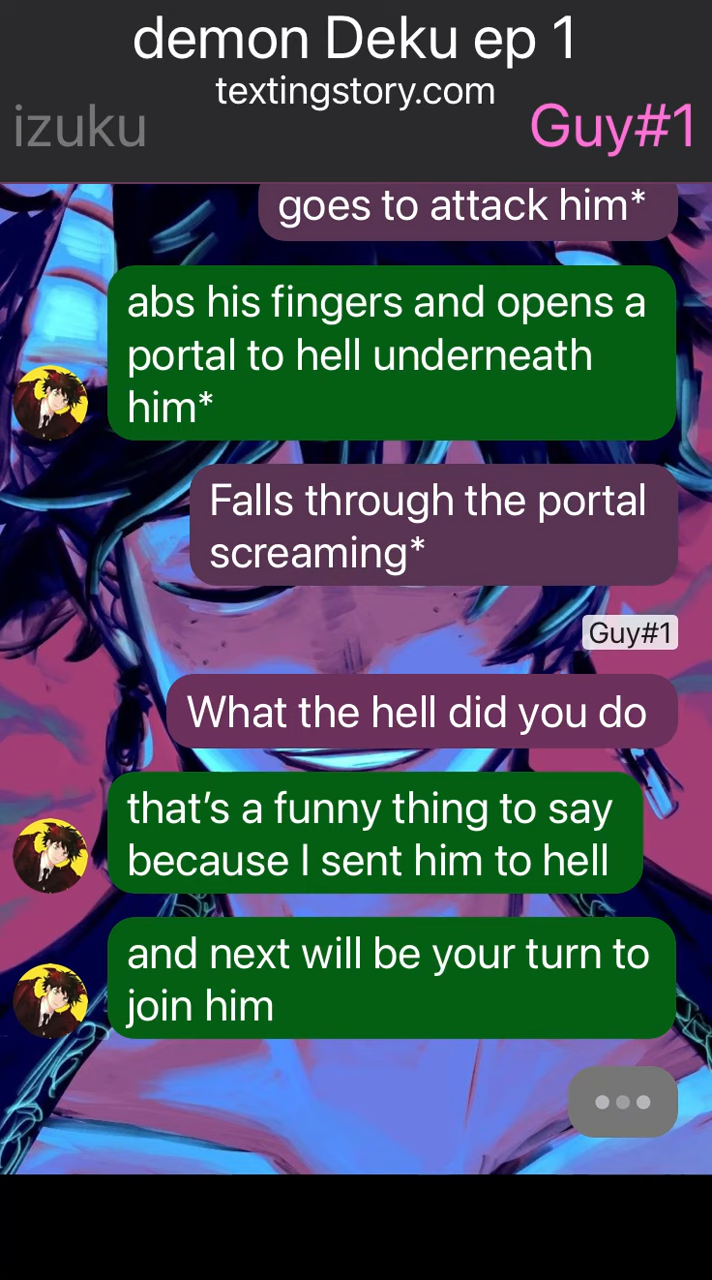 demon Deku ep 1
textingstory.com
izuku
Guy#1
goes to attack him*
abs his fingers and opens a
portal to hell underneath
him*
Falls through the portal
screaming*
Guy#1
What the hell did you do
that’s a funny thing to say
because I sent him to hell
and next will be your turn to
join him